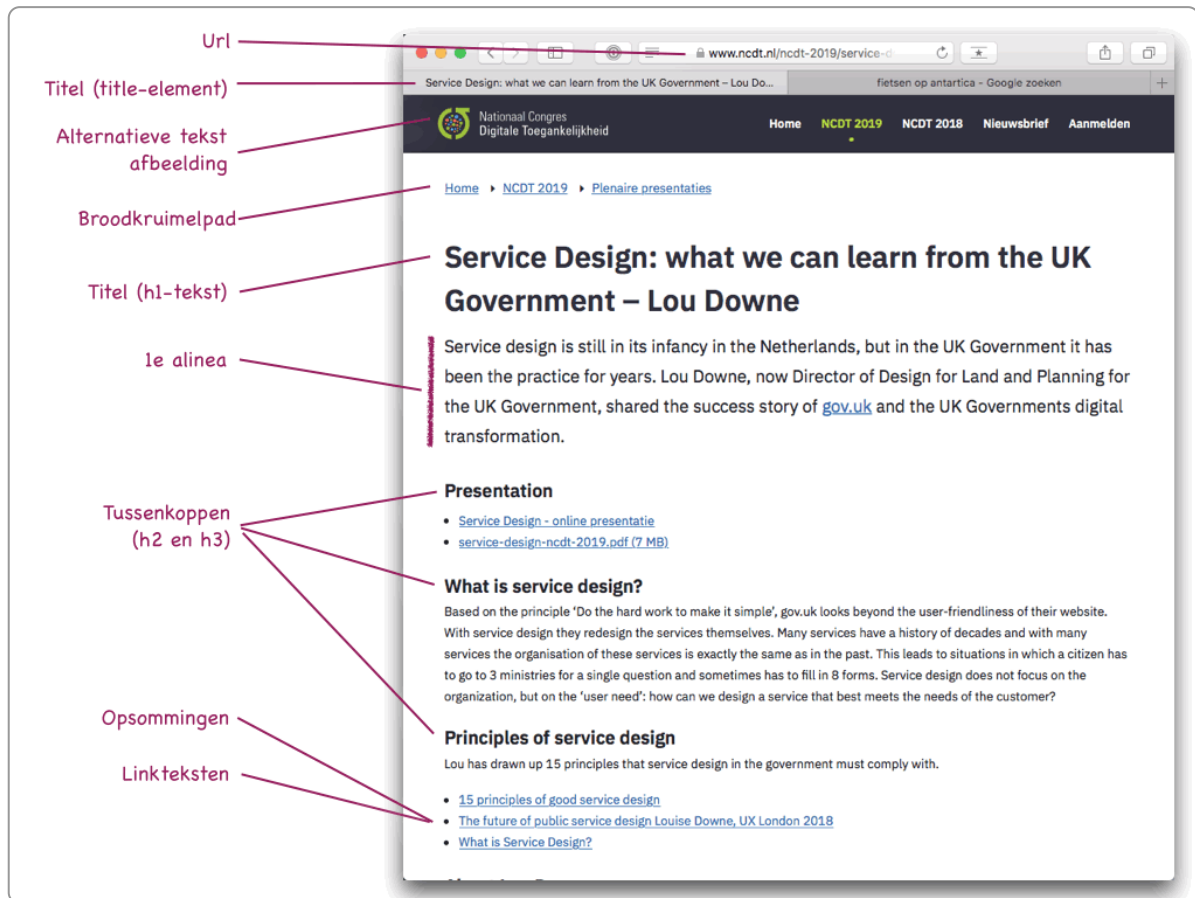 Url
www.ncdt.nl/ncdt-2019/service-d
Titel (title-element)
Service Design: what we can learn from the UK Government – Lou Do...
fietsen op antartica - Google zoeken
Alternatieve tekst
afbeelding
Nationaal Congres
Digitale Toegankelijkheid
Home NCDT 2019 NCDT 2018 Nieuwsbrief Aanmelden
Broodkruimelpad
Home NCDT 2019 Plenaire presentaties
Titel (h1-tekst)
Service Design: what we can learn from the UK
Government – Lou Downe
1e alinea
Service design is still in its infancy in the Netherlands, but in the UK Government it has
been the practice for years. Lou Downe, now Director of Design for Land and Planning for
the UK Government, shared the success story of gov.uk and the UK Governments digital
transformation.
Tussenkoppen
(h2 en h3)
Presentation
Service Design - online presentatie
service-design-ncdt-2019.pdf (7 MB)
What is service design?
Based on the principle ‘Do the hard work to make it simple’, gov.uk looks beyond the user-friendliness of their website.
With service design they redesign the services themselves. Many services have a history of decades and with many
services the organisation of these services is exactly the same as in the past. This leads to situations in which a citizen has
to go to 3 ministries for a single question and sometimes has to fill in 8 forms. Service design does not focus on the
organization, but on the ‘user need’: how can we design a service that best meets the needs of the customer?
Opsommingen
Linkteksten
Principles of service design
Lou has drawn up 15 principles that service design in the government must comply with.
15 principles of good service design
The future of public service design Louise Downe, UX London 2018
What is Service Design?